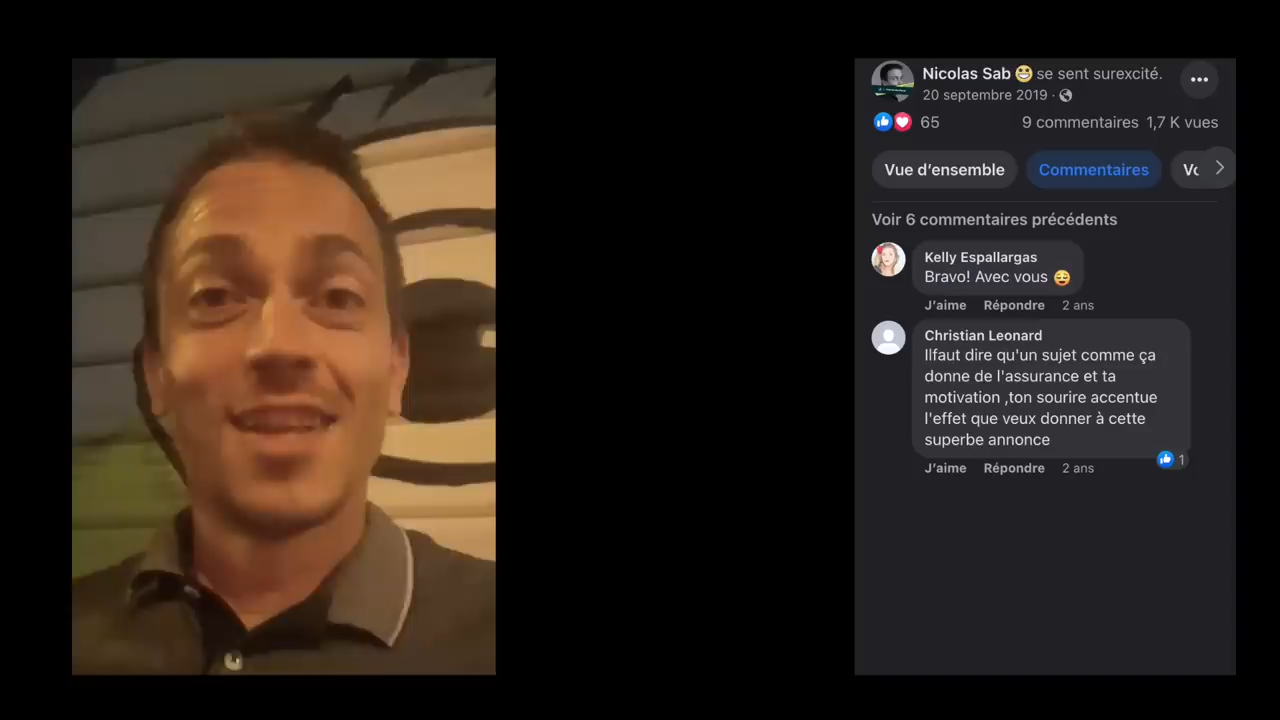 Nicolas Sab 😁 se sent surexcité.
20 septembre 2019 ·
65 9 commentaires 1,7 K vues
Vue d’ensemble Commentaires Vo
Voir 6 commentaires précédents
Kelly Espallargas
Bravo! Avec vous 😌
J’aime Répondre 2 ans
Christian Leonard
Ilfaut dire qu'un sujet comme ça
donne de l'assurance et ta
motivation ,ton sourire accentue
l'effet que veux donner à cette
superbe annonce
1
J’aime Répondre 2 ans